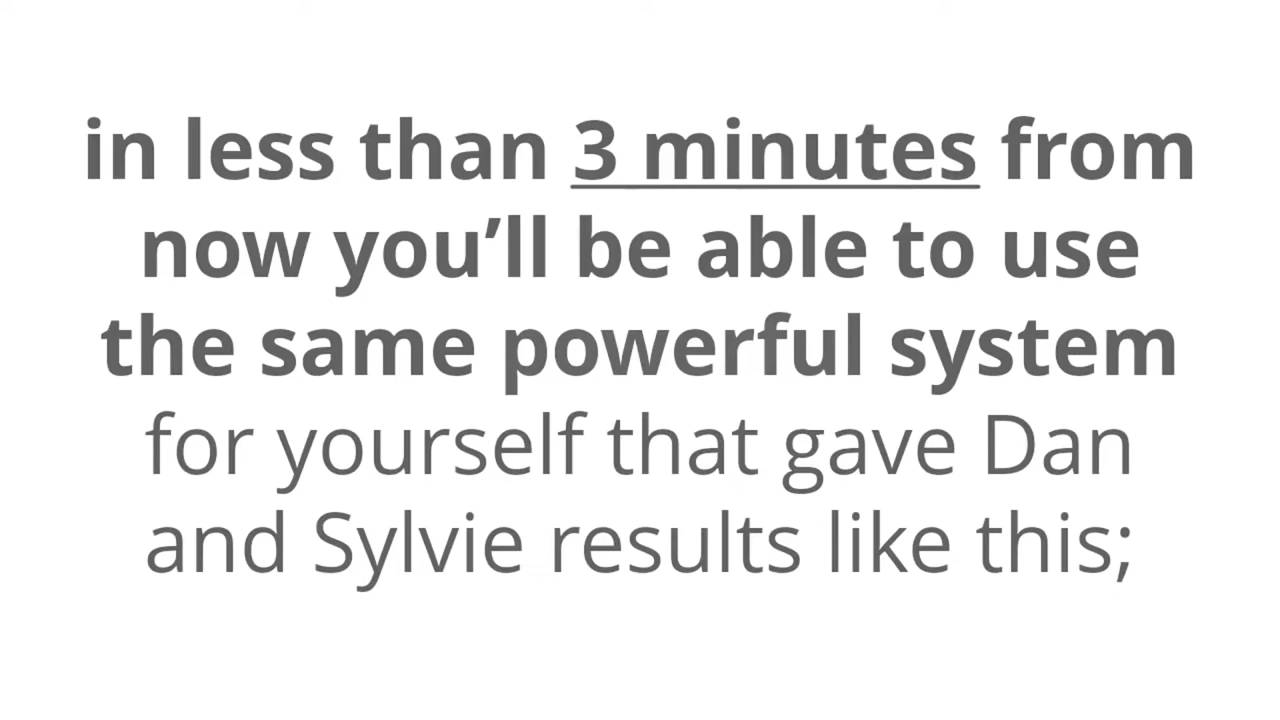 in less than 3 minutes from
now you’ll be able to use
the same powerful system
for yourself that gave Dan
and Sylvie results like this;